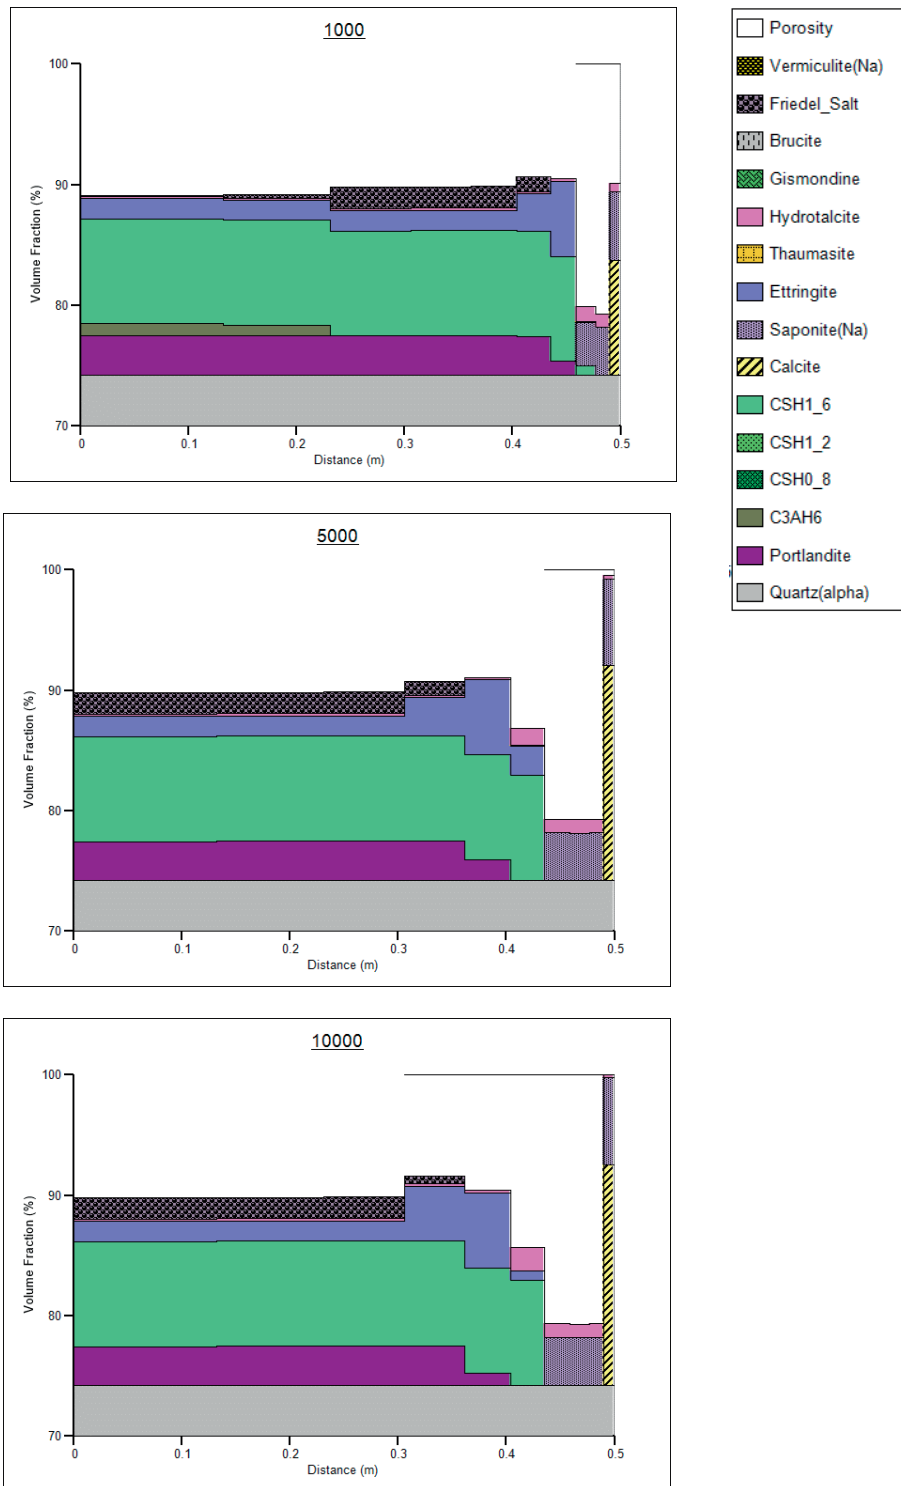 1000
100
90
80
70
Volume Fraction (%)
0 0.1 0.2 0.3 0.4 0.5
Distance (m)
Porosity
Vermiculite(Na)
Friedel_Salt
Brucite
Gismondine
Hydrotalcite
Thaumasite
Ettringite
Saponite(Na)
Calcite
CSH1_6
CSH1_2
CSH0_8
C3AH6
Portlandite
Quartz(alpha)
5000
100
90
80
70
Volume Fraction (%)
0 0.1 0.2 0.3 0.4 0.5
Distance (m)
10000
100
90
80
70
Volume Fraction (%)
0 0.1 0.2 0.3 0.4 0.5
Distance (m)